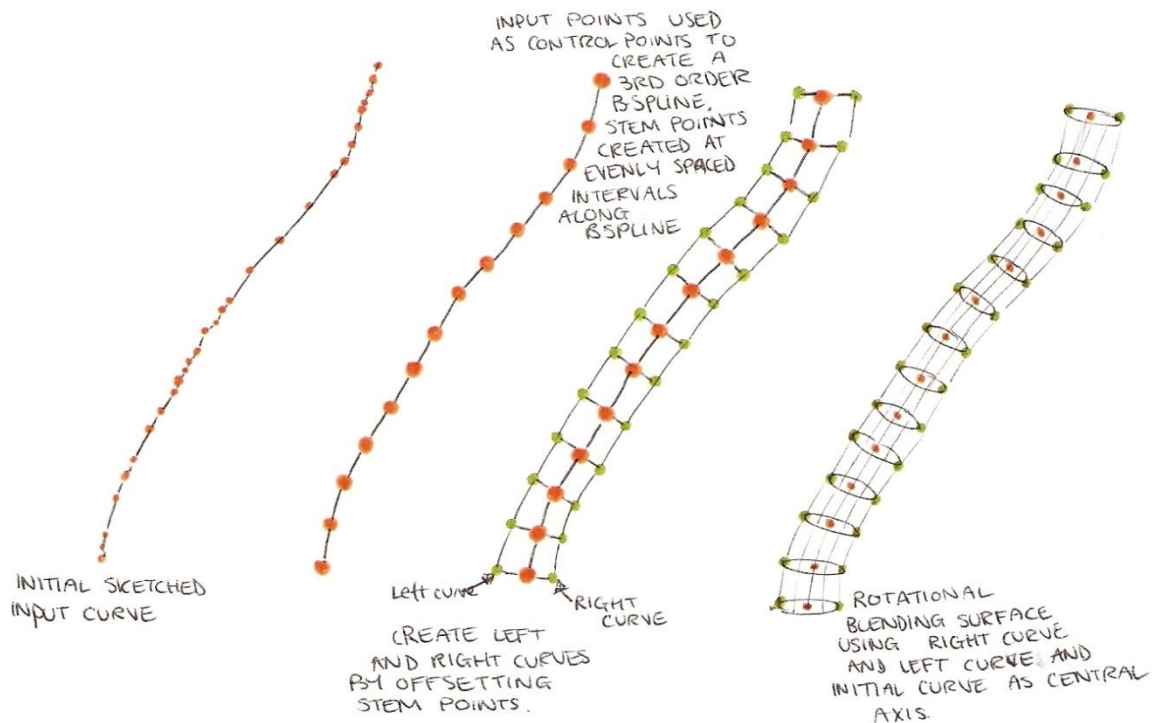 INITIAL SKETCHED
INPUT CURVE
INPUT POINTS USED
AS CONTROL POINTS TO
CREATE A
3RD ORDER
BSPLINE.
STEM POINTS
CREATED AT
EVENLY SPACED
INTERVALS
ALONG
BSPLINE
Left curve
RIGHT
CURVE
CREATE LEFT
AND RIGHT CURVES
BY OFFSETTING
STEM POINTS.
ROTATIONAL
BLENDING SURFACE
USING RIGHT CURVE
AND LEFT CURVE AND
INITIAL CURVE AS CENTRAL
AXIS.